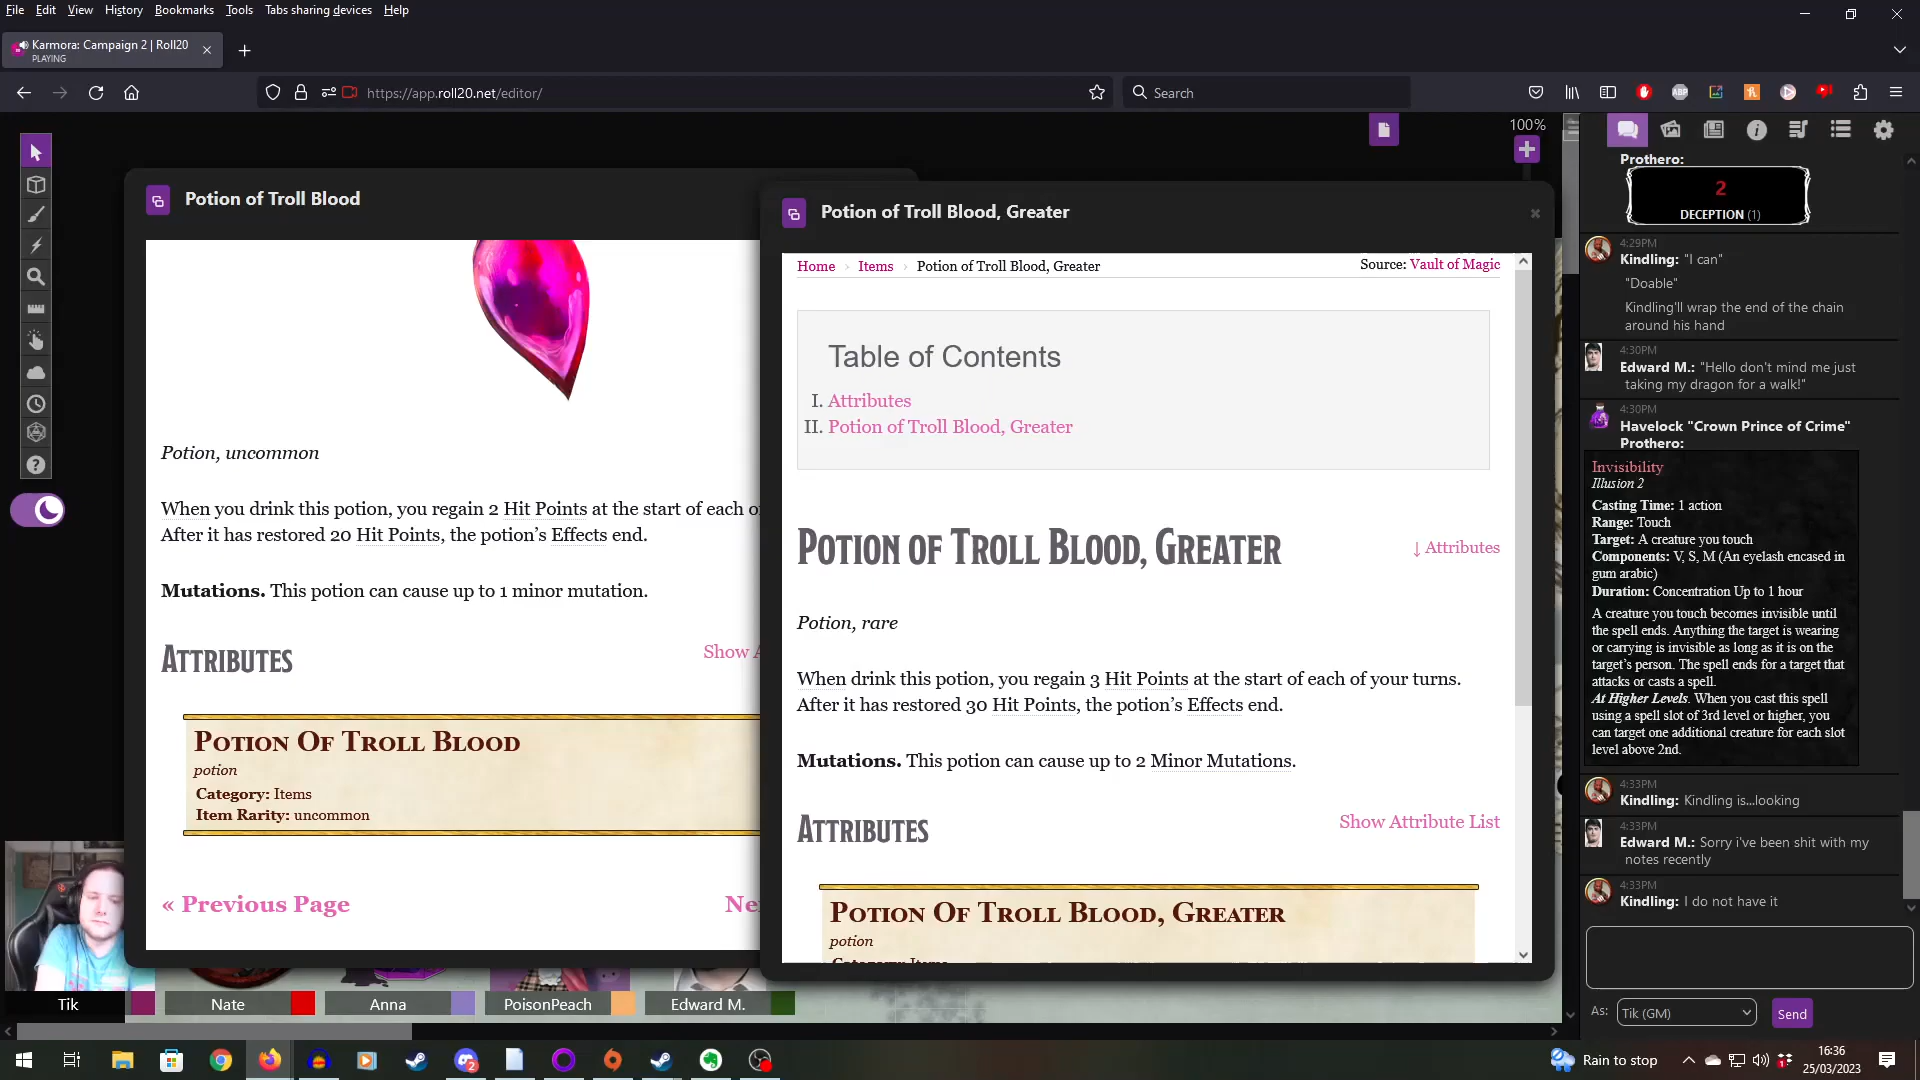 File Edit View History Bookmarks Tools Tabs sharing devices Help
Karmora: Campaign 2 | Roll20
PLAYING
https://app.roll20.net/editor/
Search
ABP
100%
Potion of Troll Blood
Potion, uncommon
When you drink this potion, you regain 2 Hit Points at the start of each o
After it has restored 20 Hit Points, the potion's Effects end.
Mutations. This potion can cause up to 1 minor mutation.
Attributes
Show A
Potion Of Troll Blood
potion
Category: Items
Item Rarity: uncommon
« Previous Page
Ne
Potion of Troll Blood, Greater
Home › Items › Potion of Troll Blood, Greater
Source: Vault of Magic
Table of Contents
I. Attributes
II. Potion of Troll Blood, Greater
Potion of Troll Blood, Greater
↓ Attributes
Potion, rare
When drink this potion, you regain 3 Hit Points at the start of each of your turns.
After it has restored 30 Hit Points, the potion's Effects end.
Mutations. This potion can cause up to 2 Minor Mutations.
Attributes
Show Attribute List
Potion Of Troll Blood, Greater
potion
Category: Items
Prothero:
2
DECEPTION (1)
4:29PM
Kindling: "I can"
"Doable"
Kindling'll wrap the end of the chain
around his hand
4:30PM
Edward M.: "Hello don't mind me just
taking my dragon for a walk!"
4:30PM
Havelock "Crown Prince of Crime"
Prothero:
Invisibility
Illusion 2
Casting Time: 1 action
Range: Touch
Target: A creature you touch
Components: V, S, M (An eyelash encased in
gum arabic)
Duration: Concentration Up to 1 hour
A creature you touch becomes invisible until
the spell ends. Anything the target is wearing
or carrying is invisible as long as it is on the
target's person. The spell ends for a target that
attacks or casts a spell.
At Higher Levels. When you cast this spell
using a spell slot of 3rd level or higher, you
can target one additional creature for each slot
level above 2nd.
4:33PM
Kindling: Kindling is...looking
4:33PM
Edward M.: Sorry i've been shit with my
notes recently
4:33PM
Kindling: I do not have it
As: Tik (GM) Send
Tik
Nate
Anna
PoisonPeach
Edward M.
Rain to stop
16:36
25/03/2023